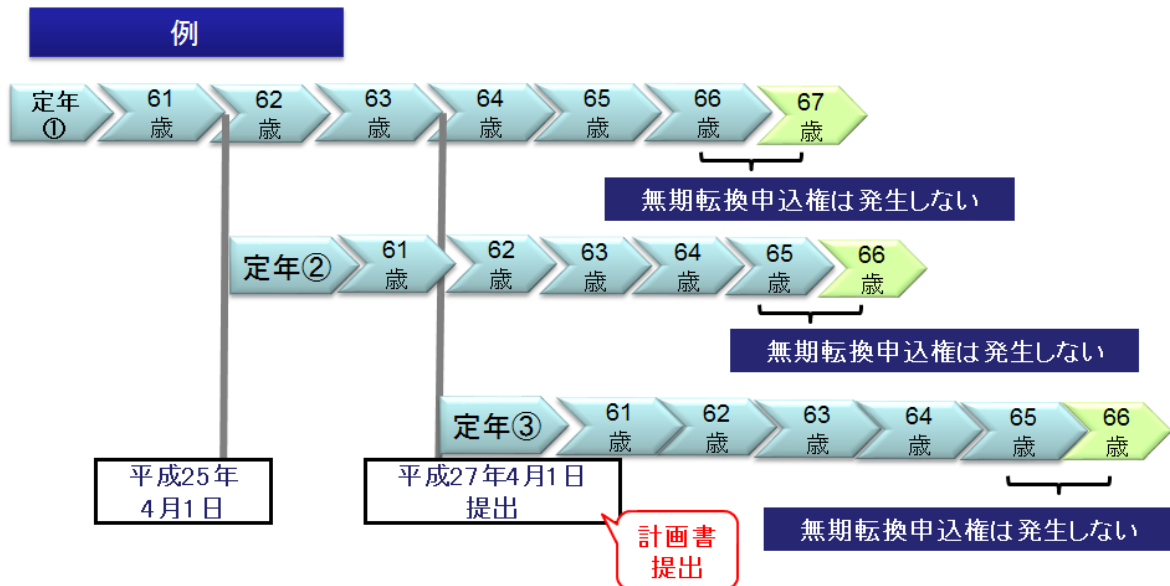 例
定年
①
61
歳
62
歳
63
歳
64
歳
65
歳
66
歳
67
歳
無期転換申込権は発生しない
定年②
61
歳
62
歳
63
歳
64
歳
65
歳
66
歳
無期転換申込権は発生しない
定年③
61
歳
62
歳
63
歳
64
歳
65
歳
66
歳
平成25年
4月1日
平成27年4月1日
提出
計画書
提出
無期転換申込権は発生しない